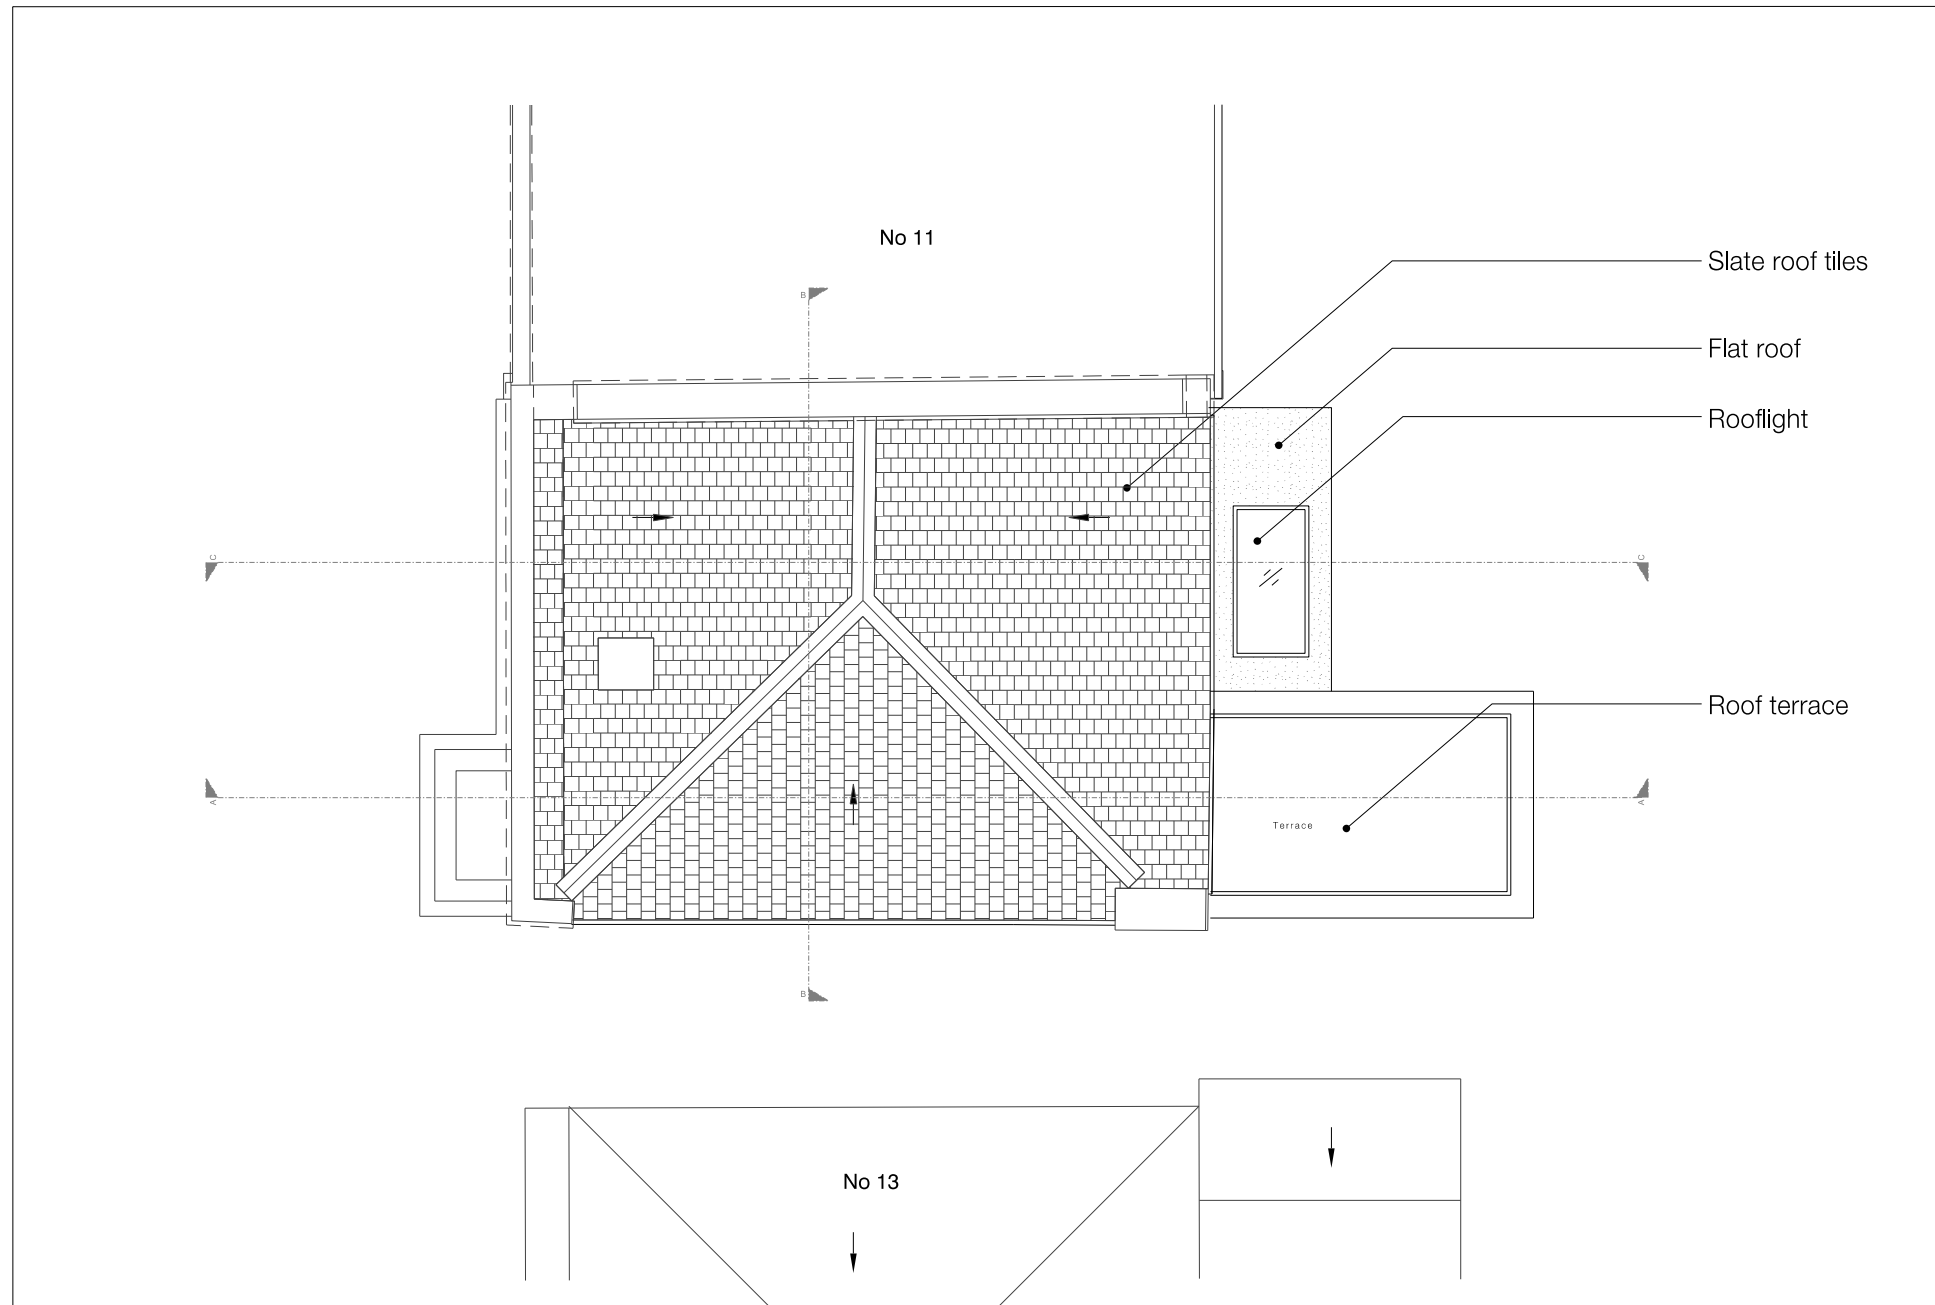 No 11
Slate roof tiles
B
Flat roof
Rooflight
C
C
Roof terrace
A
A
Terrace
B
No 13